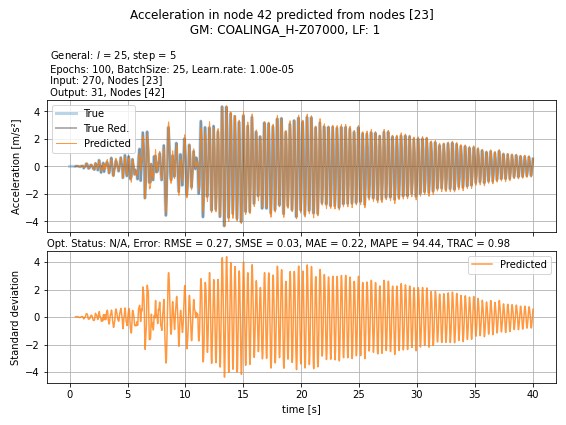 Acceleration in node 42 predicted from nodes [23]
GM: COALINGA_H-Z07000, LF: 1
General: l = 25, step = 5
Epochs: 100, BatchSize: 25, Learn.rate: 1.00e-05
Input: 270, Nodes [23]
Output: 31, Nodes [42]
True
True Red.
Predicted
Acceleration [m/s²]
4
2
0
−2
−4
Opt. Status: N/A, Error: RMSE = 0.27, SMSE = 0.03, MAE = 0.22, MAPE = 94.44, TRAC = 0.98
Predicted
Standard deviation
4
2
0
−2
−4
0 5 10 15 20 25 30 35 40
time [s]